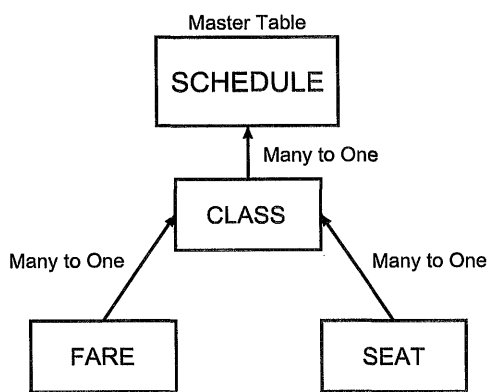 Master Table
SCHEDULE
Many to One
CLASS
Many to One
Many to One
FARE
SEAT